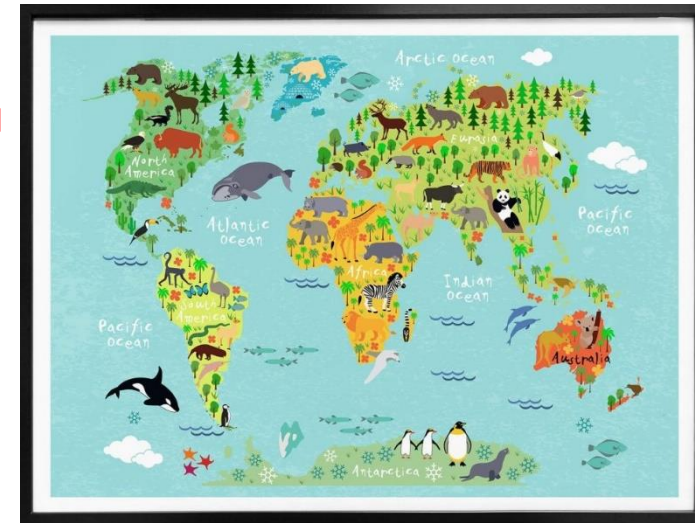 Arctic Ocean
North
America
Eurasia
Atlantic
Ocean
Pacific
Ocean
Africa
Indian
Ocean
South
America
Pacific
Ocean
Australia
Antarctica